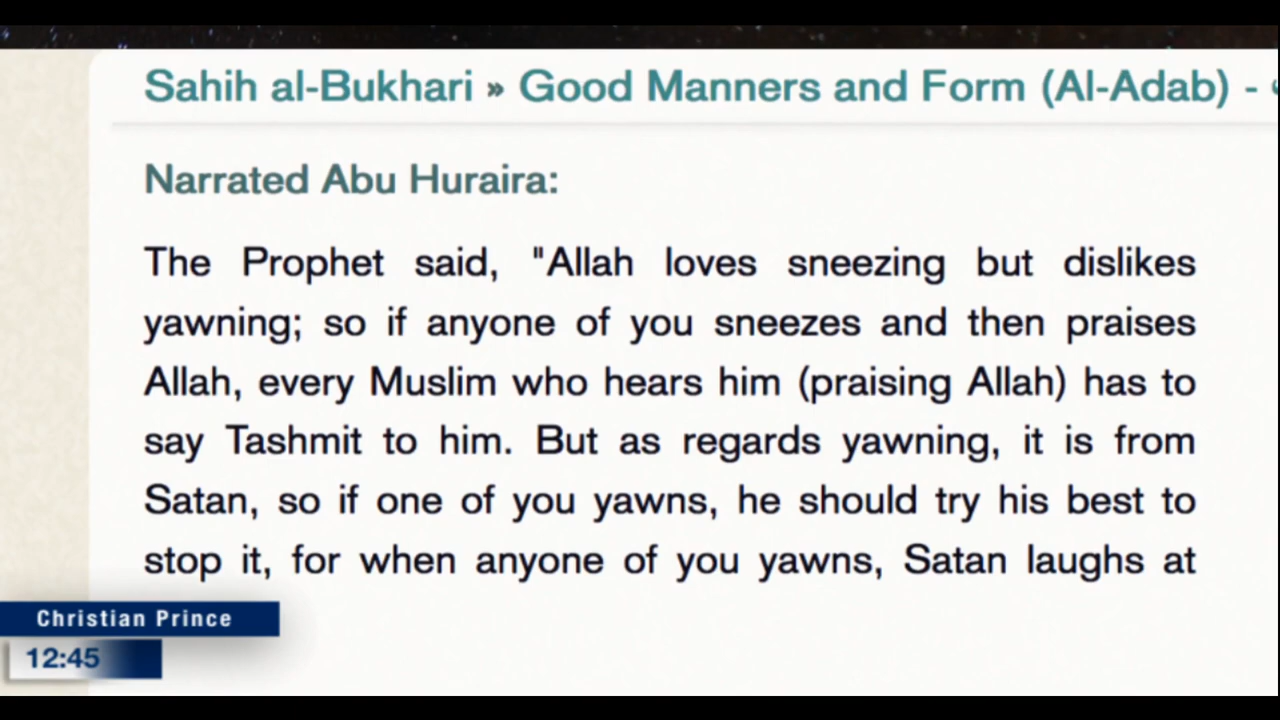 Sahih al-Bukhari » Good Manners and Form (Al-Adab) -
Narrated Abu Huraira:
The Prophet said, "Allah loves sneezing but dislikes
yawning; so if anyone of you sneezes and then praises
Allah, every Muslim who hears him (praising Allah) has to
say Tashmit to him. But as regards yawning, it is from
Satan, so if one of you yawns, he should try his best to
stop it, for when anyone of you yawns, Satan laughs at
Christian Prince
12:45